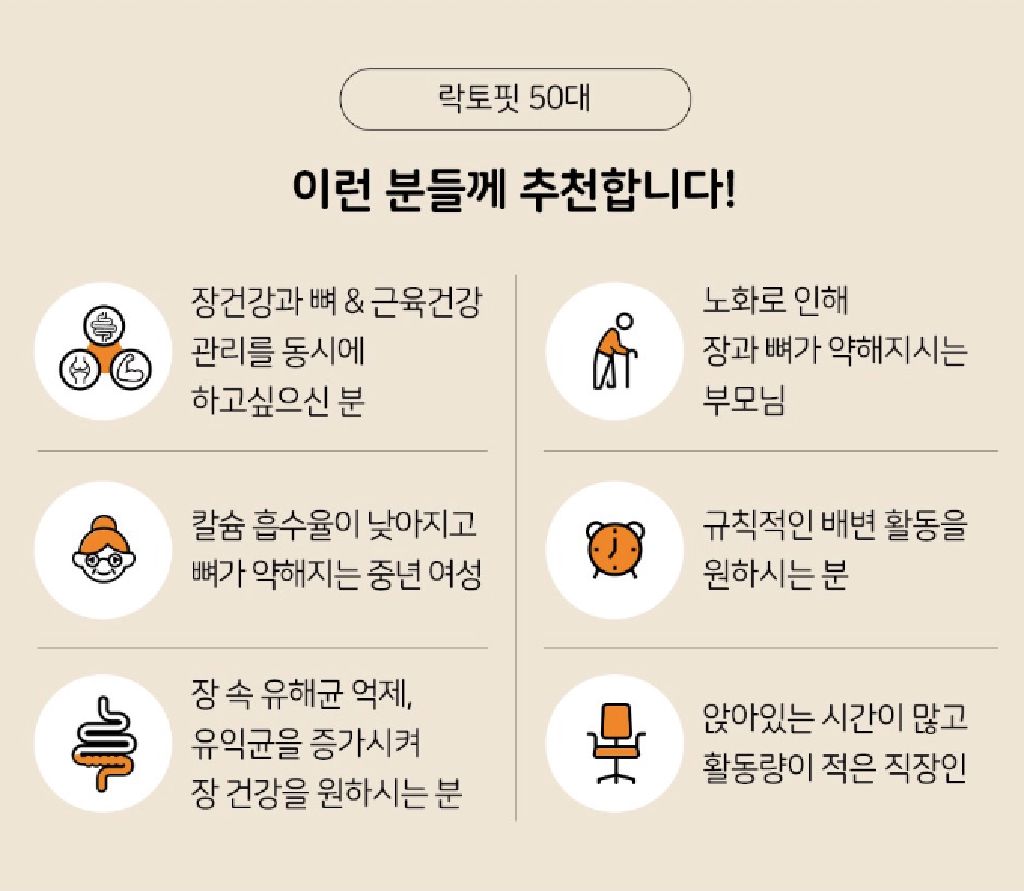 락토핏 50대
이런 분들께 추천합니다!
장건강과 뼈 & 근육건강
관리를 동시에
하고싶으신 분
노화로 인해
장과 뼈가 약해지시는
부모님
칼슘 흡수율이 낮아지고
뼈가 약해지는 중년 여성
규칙적인 배변 활동을
원하시는 분
장 속 유해균 억제,
유익균을 증가시켜
장 건강을 원하시는 분
앉아있는 시간이 많고
활동량이 적은 직장인